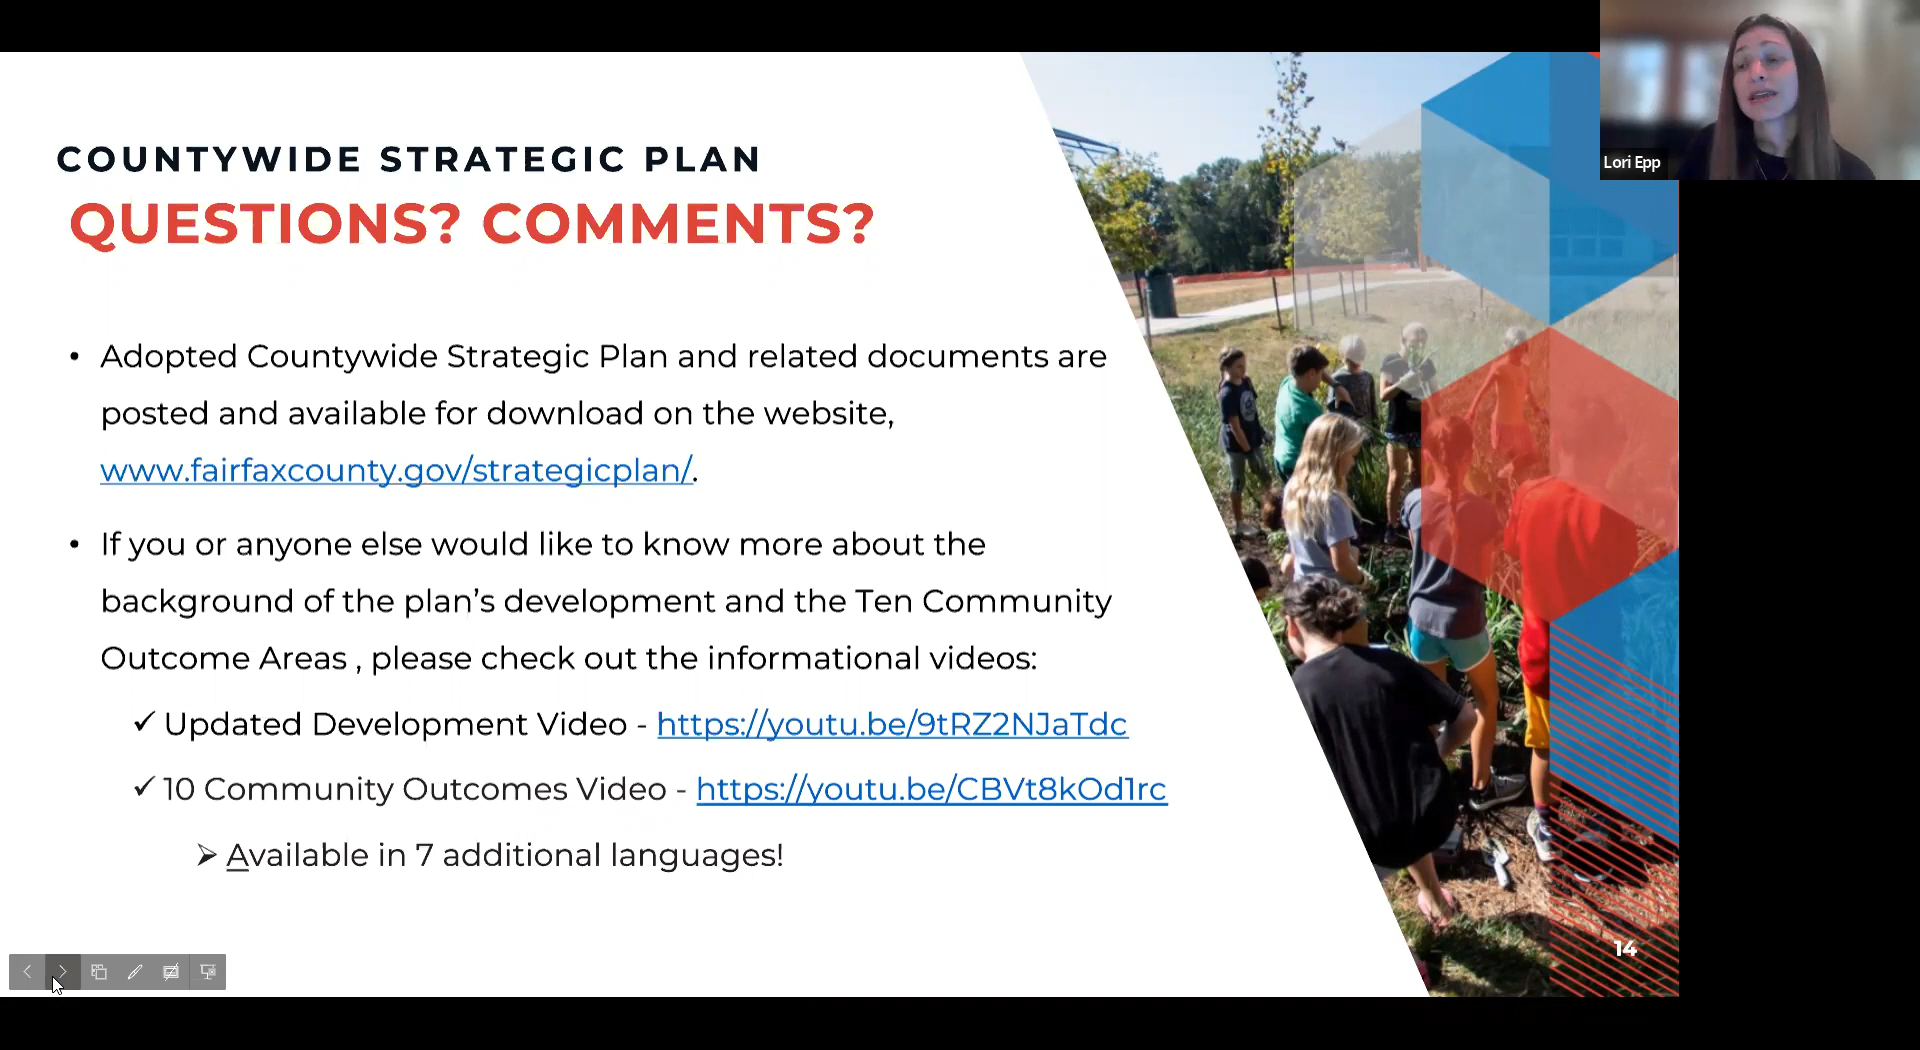 COUNTYWIDE STRATEGIC PLAN
QUESTIONS? COMMENTS?
• Adopted Countywide Strategic Plan and related documents are
posted and available for download on the website,
www.fairfaxcounty.gov/strategicplan/.
• If you or anyone else would like to know more about the
background of the plan’s development and the Ten Community
Outcome Areas , please check out the informational videos:
✓ Updated Development Video - https://youtu.be/9tRZ2NJaTdc
✓ 10 Community Outcomes Video - https://youtu.be/CBVt8kOd1rc
➢ Available in 7 additional languages!
14
Lori Epp